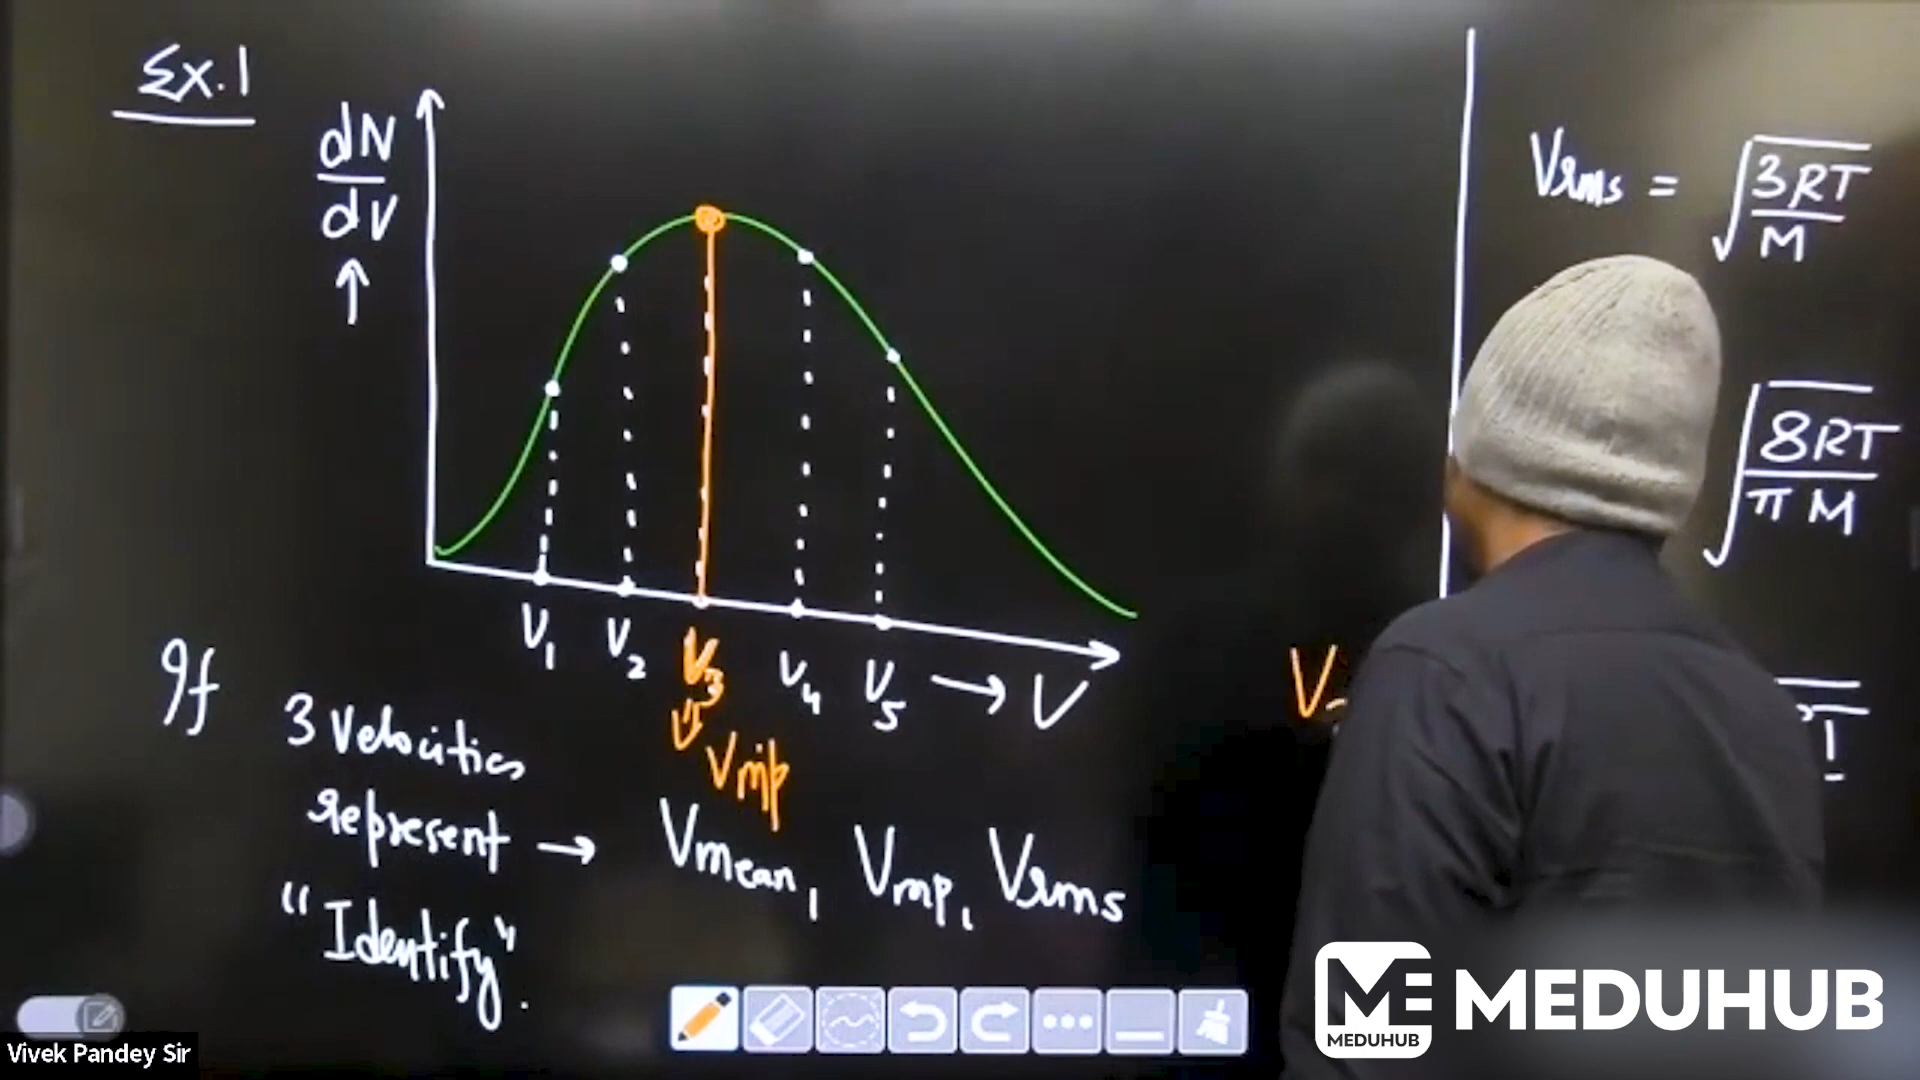 Ex.1
dN
dV
↑
V1 V2 V3 V4 V5 → V
Vmp
If 3 Velocities
represent → Vmean, Vmp, Vrms
"Identify".
Vrms = √3RT
M
√8RT
πM
V
MEDUHUB
ME MEDUHUB
Vivek Pandey Sir